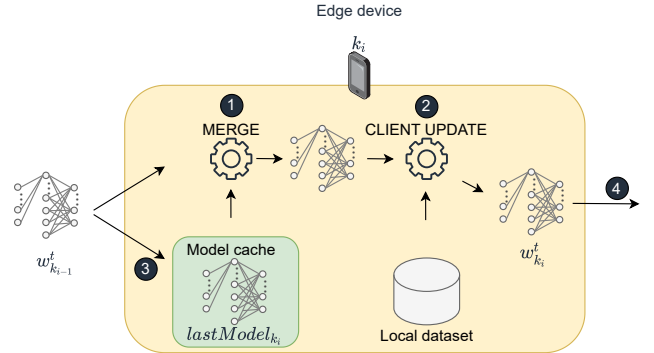 Edge device
k_i
1
2
MERGE
CLIENT UPDATE
w^t_{k_{i-1}}
3
4
Model cache
lastModel_{k_i}
w^t_{k_i}
Local dataset